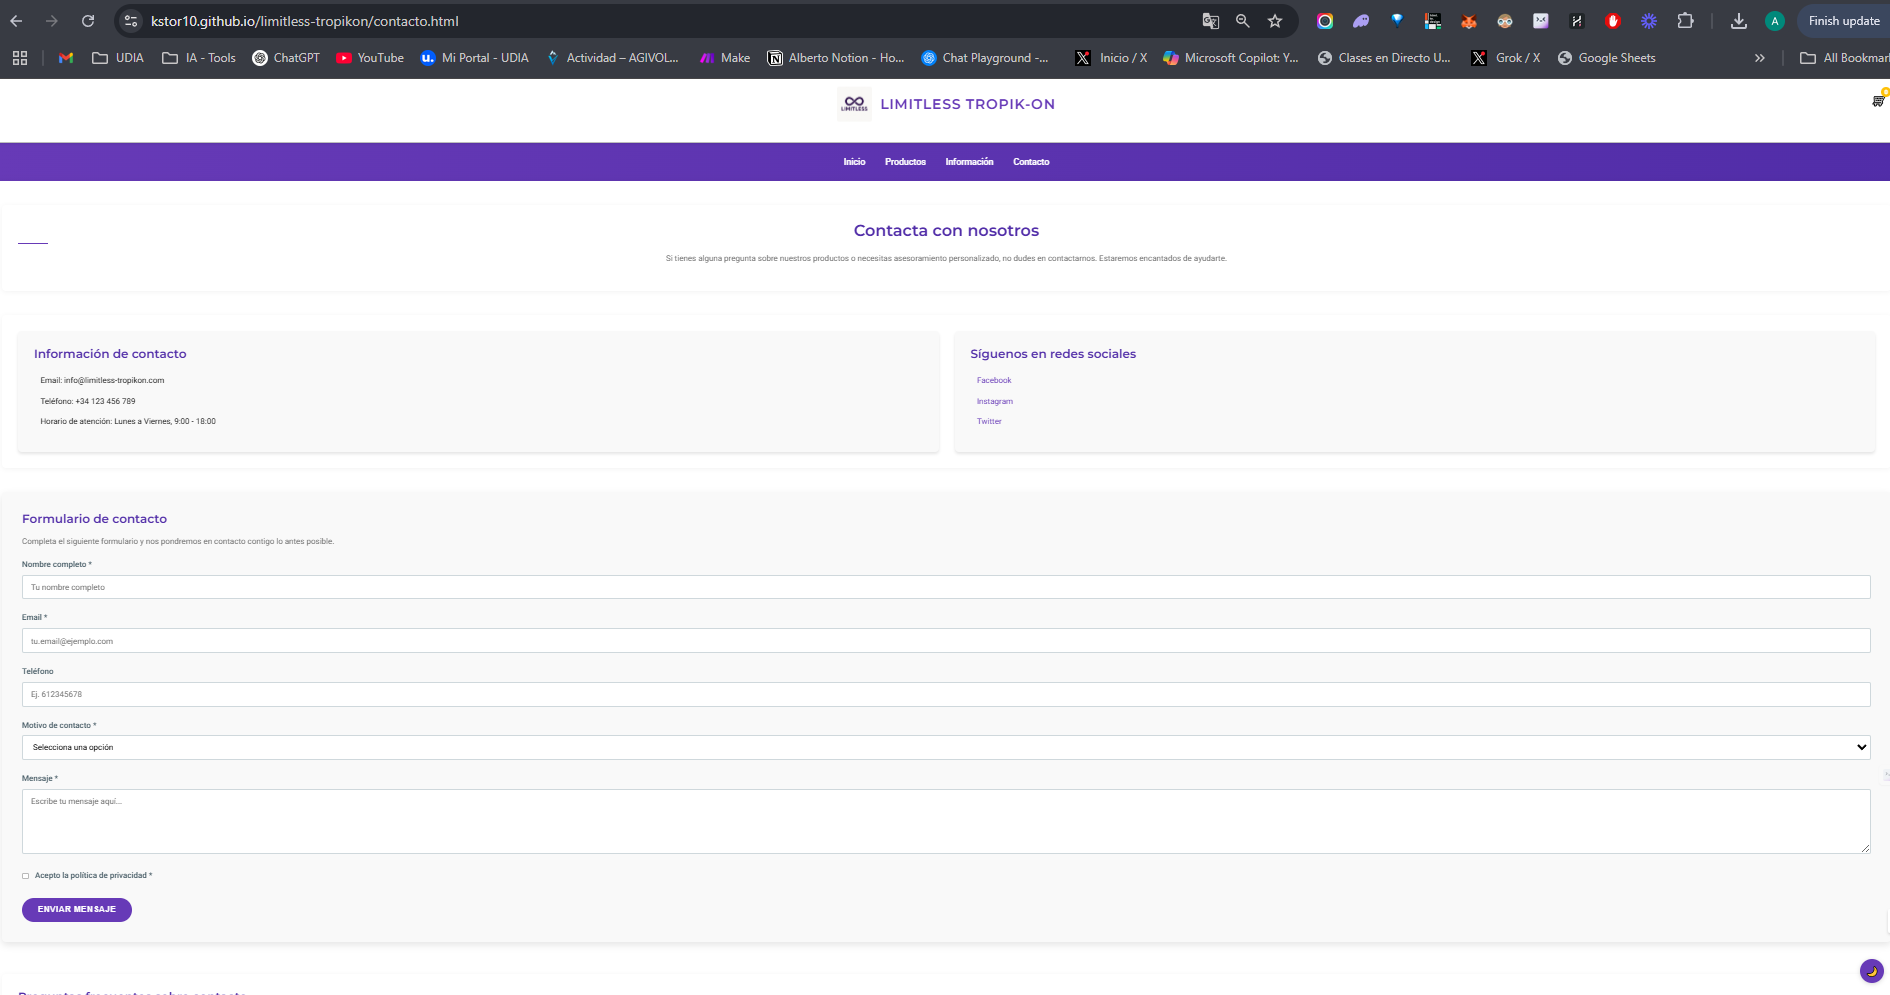 kstor10.github.io/limitless-tropikon/contacto.html
Finish update
UDIA
IA - Tools
ChatGPT
YouTube
Mi Portal - UDIA
Actividad – AGIVOL...
Make
Alberto Notion - Ho...
Chat Playground -...
Inicio / X
Microsoft Copilot: Y...
Clases en Directo U...
Grok / X
Google Sheets
All Bookmar
LIMITLESS
LIMITLESS TROPIK-ON
Inicio Productos Información Contacto
Contacta con nosotros
Si tienes alguna pregunta sobre nuestros productos o necesitas asesoramiento personalizado, no dudes en contactarnos. Estaremos encantados de ayudarte.
Información de contacto
Email: info@limitless-tropikon.com
Teléfono: +34 123 456 789
Horario de atención: Lunes a Viernes, 9:00 - 18:00
Síguenos en redes sociales
Facebook
Instagram
Twitter
Formulario de contacto
Completa el siguiente formulario y nos pondremos en contacto contigo lo antes posible.
Nombre completo *
Tu nombre completo
Email *
tu.email@ejemplo.com
Teléfono
Ej. 612345678
Motivo de contacto *
Selecciona una opción
Mensaje *
Escribe tu mensaje aquí...
Acepto la política de privacidad *
ENVIAR MENSAJE
Preguntas frecuentes sobre contacto